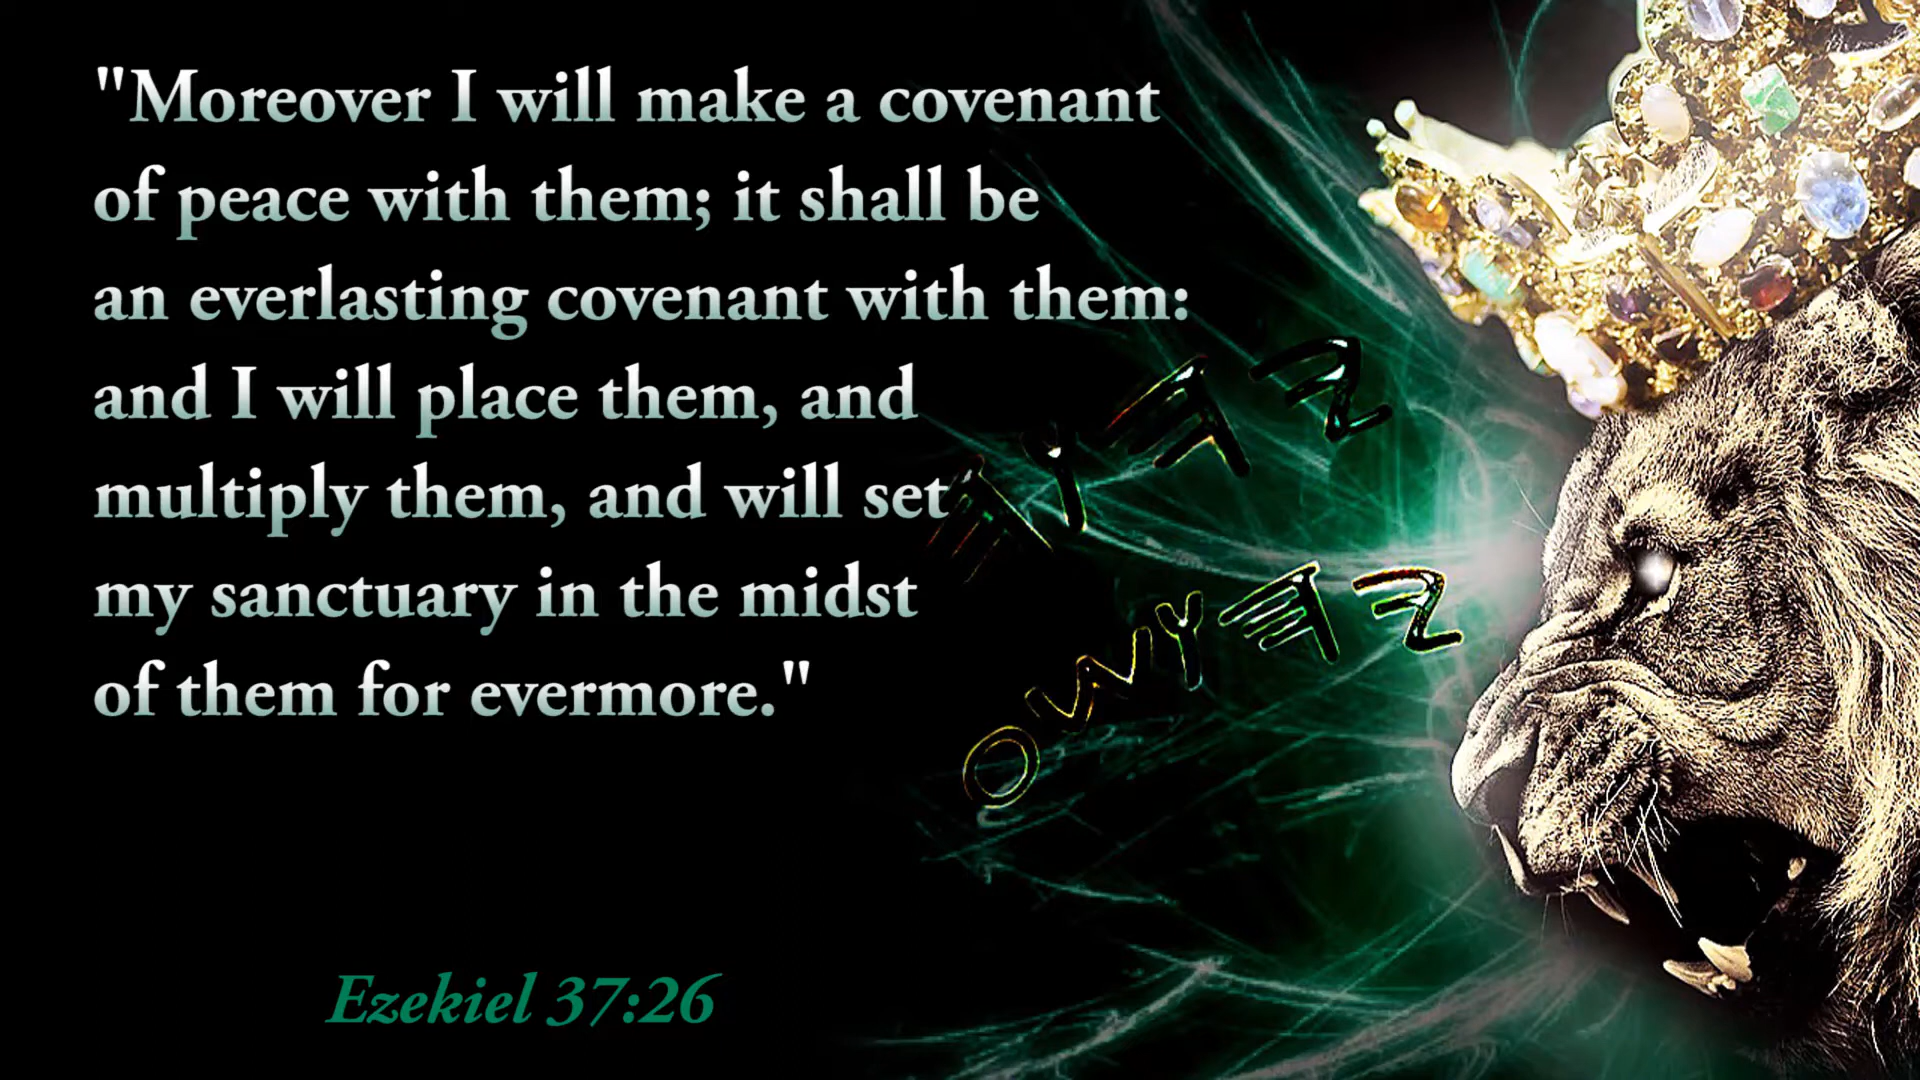 "Moreover I will make a covenant
of peace with them; it shall be
an everlasting covenant with them:
and I will place them, and
multiply them, and will set
my sanctuary in the midst
of them for evermore."
𐤉𐤄𐤅𐤄
𐤉𐤄𐤅𐤔𐤏
Ezekiel 37:26